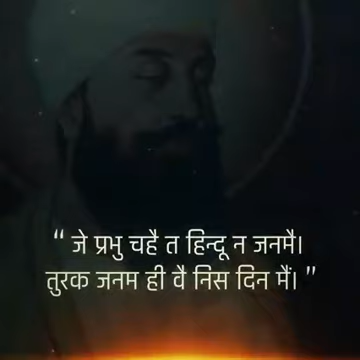 “ जे प्रभु चहै त हिन्दू न जनमै।
तुरक जनम ही वै निस दिन मैं। ”